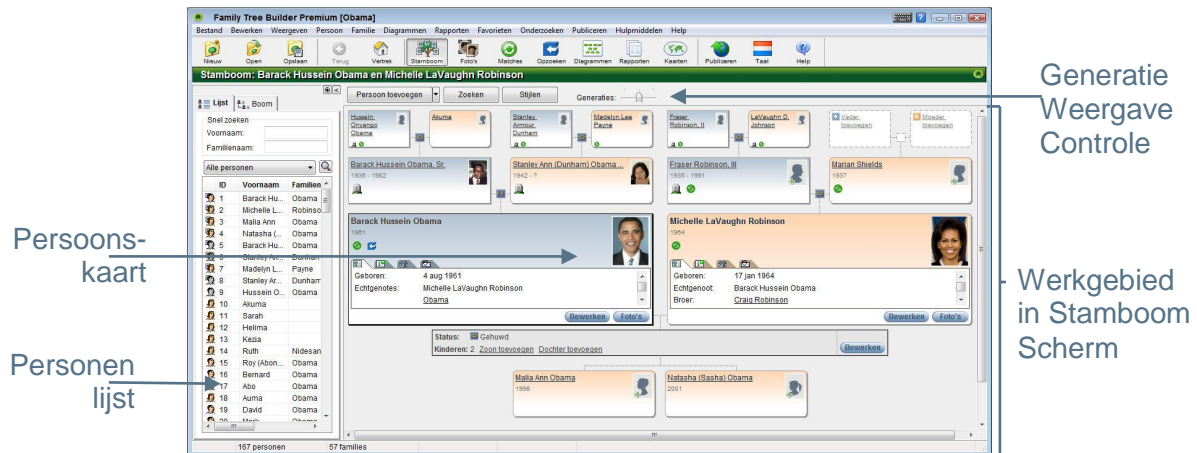 Family Tree Builder Premium [Obama]
Bestand Bewerken Weergeven Persoon Familie Diagrammen Rapporten Favorieten Onderzoeken Publiceren Hulpmiddelen Help
Nieuw Open Opslaan Terug Vertrek Stamboom Foto's Matches Opzoeken Diagrammen Rapporten Kaarten Publiceren Taal Help
Stamboom: Barack Hussein Obama en Michelle LaVaughn Robinson
Lijst Boom
Persoon toevoegen Zoeken Stijlen Generaties:
Generatie
Weergave
Controle
Snel zoeken
Voornaam:
Familienaam:
Alle personen
ID Voornaam Familien
1 Barack Hu... Obama
2 Michelle L... Robinso
3 Malia Ann Obama
4 Natasha (... Obama
5 Barack Hu... Obama
6 Stanley An... Dunham
7 Madelyn L... Payne
8 Stanley Ar... Dunham
9 Hussein O... Obama
10 Akuma
11 Sarah
12 Helima
13 Kezia
14 Ruth Nidesan
15 Roy (Abon... Obama
16 Bernard Obama
17 Abo Obama
18 Auma Obama
19 David Obama
20 Mark Obama
167 personen 57 families
Hussein
Onyango
Obama
Akuma
Stanley
Armour
Dunham
Madelyn Lee
Payne
Fraser
Robinson, II
LaVaughn D.
Johnson
Vader
toevoegen
Moeder
toevoegen
Barack Hussein Obama, Sr.
1936 - 1982
Stanley Ann (Dunham) Obama ...
1942 - ?
Fraser Robinson, III
1935 - 1991
Marian Shields
1937
Barack Hussein Obama
1961
Geboren: 4 aug 1961
Echtgenotes: Michelle LaVaughn Robinson
Obama
Bewerken Foto's
Michelle LaVaughn Robinson
1964
Geboren: 17 jan 1964
Echtgenoot: Barack Hussein Obama
Broer: Craig Robinson
Bewerken Foto's
Status: Gehuwd
Kinderen: 2 Zoon toevoegen Dochter toevoegen
Bewerken
Malia Ann Obama
1998
Natasha (Sasha) Obama
2001
Persoons-
kaart
Personen
lijst
Werkgebied
in Stamboom
Scherm